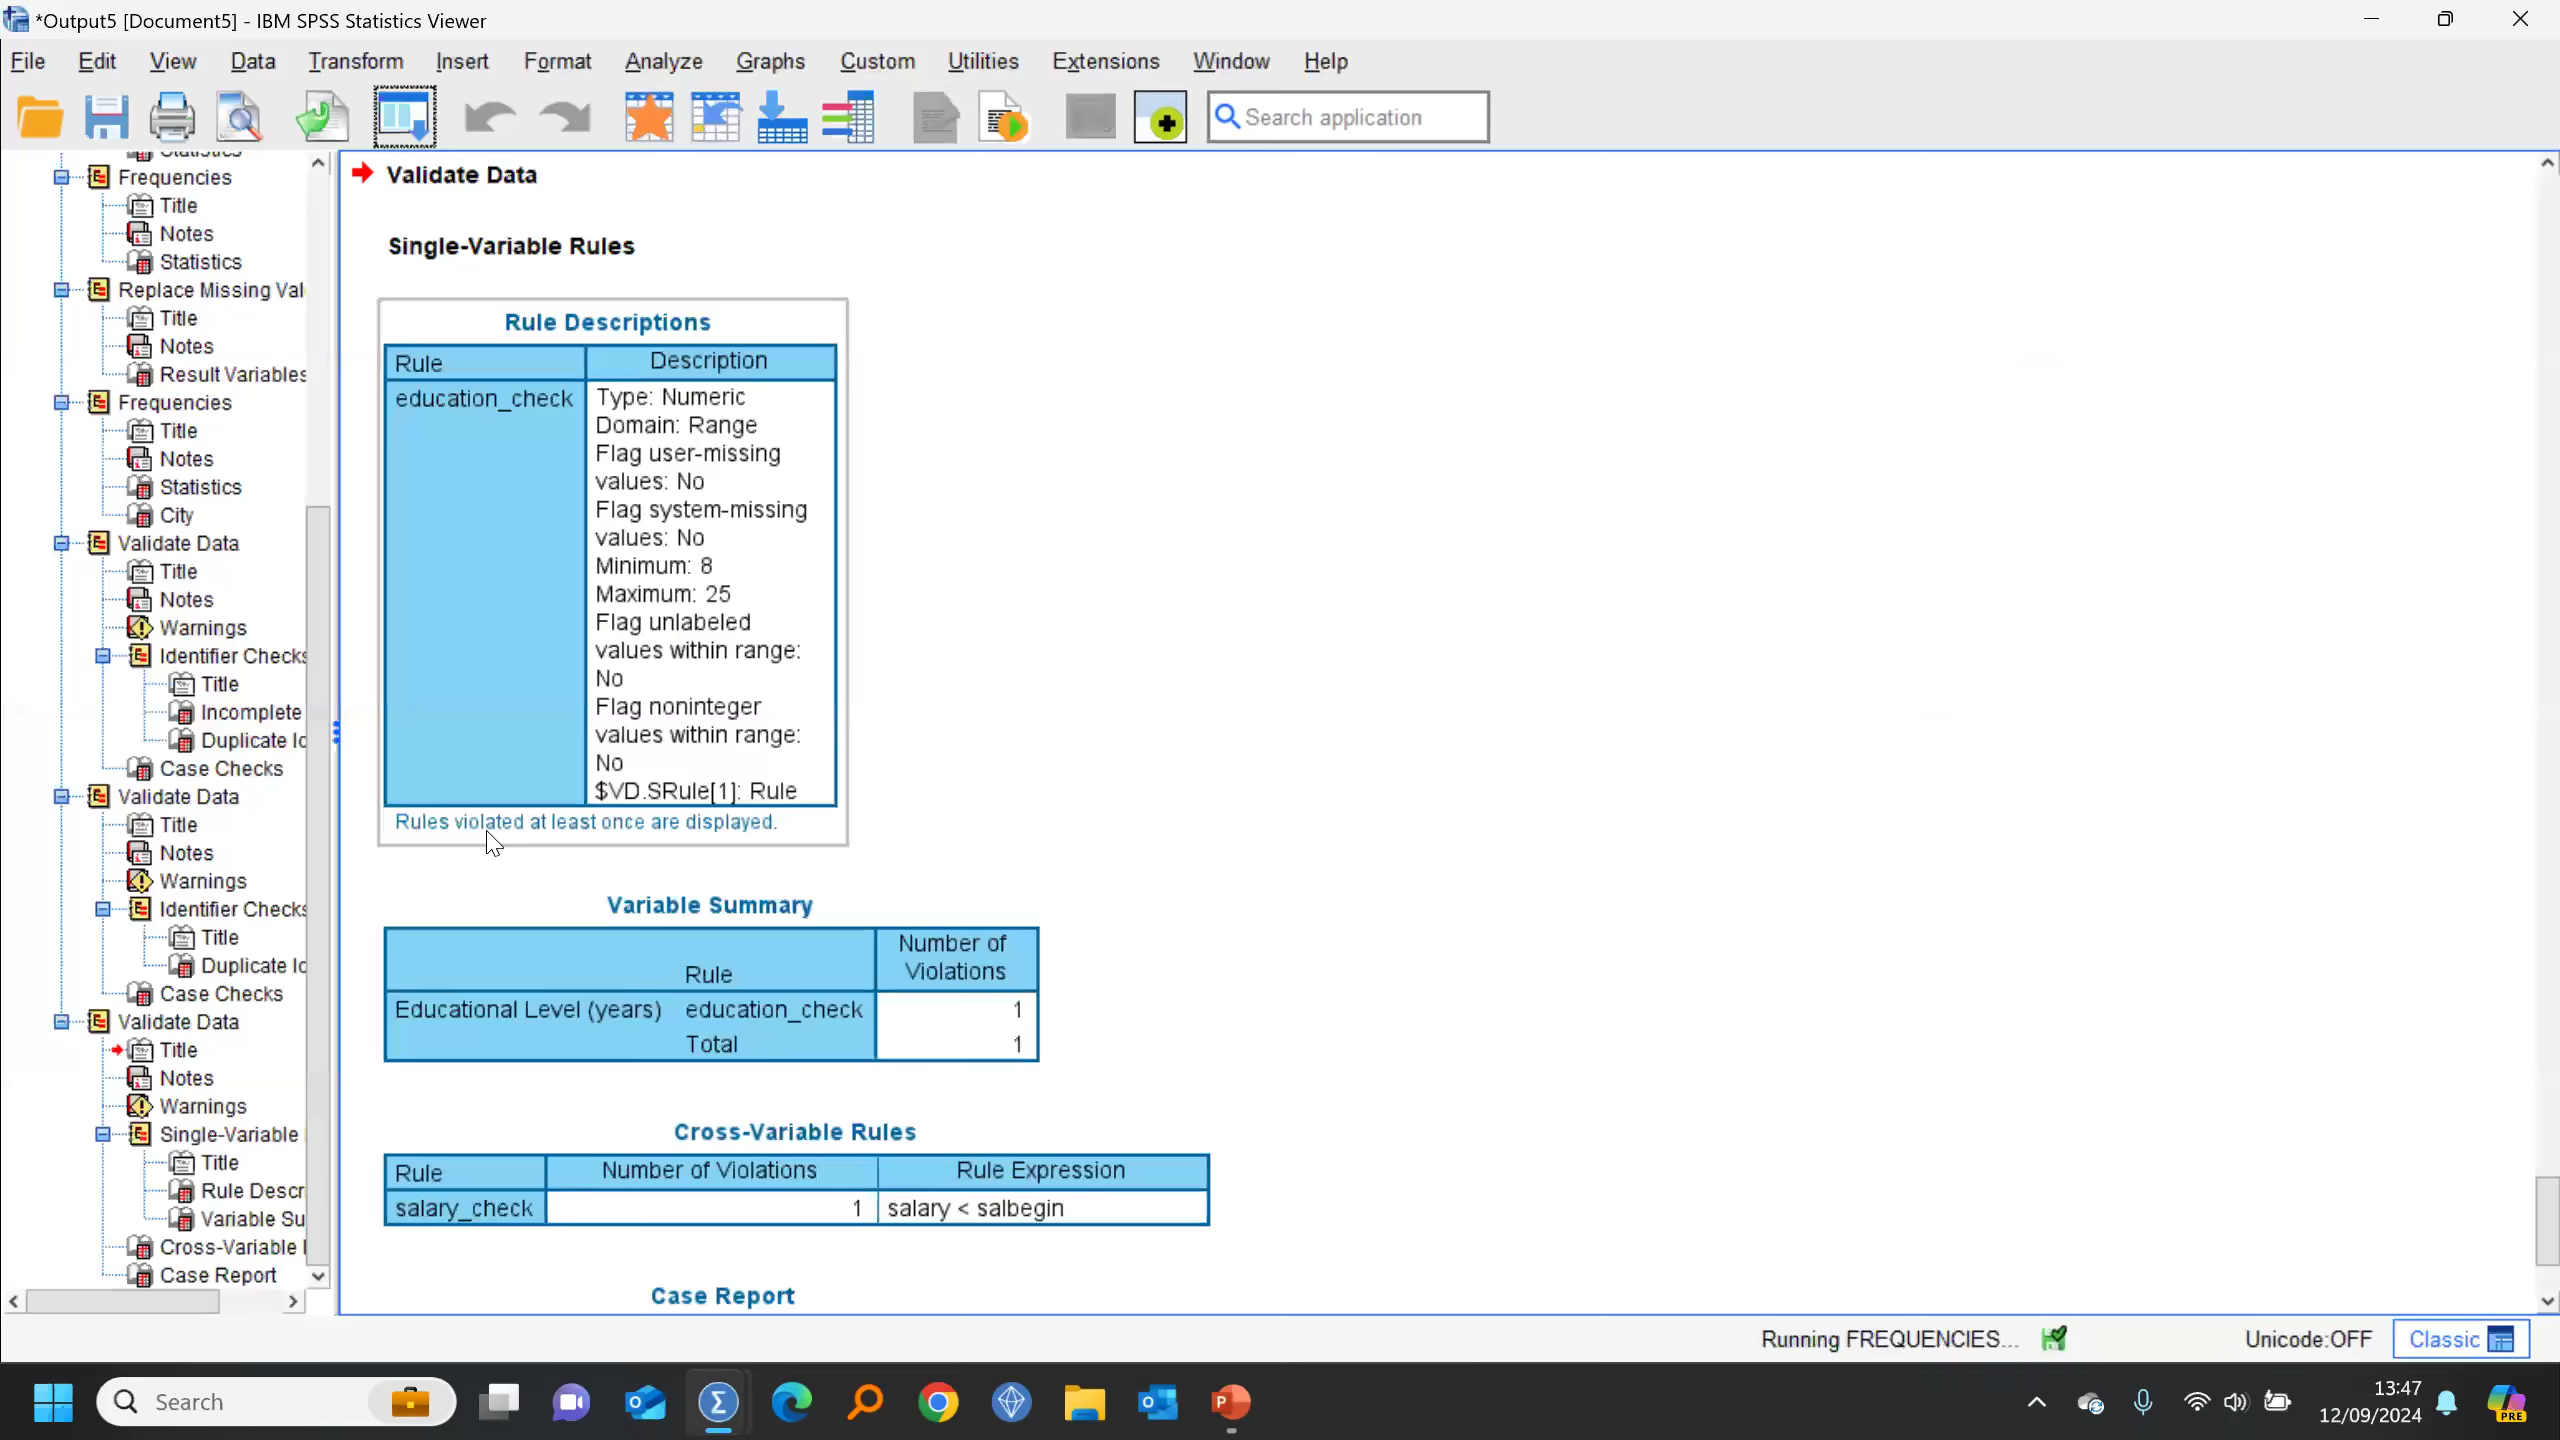 *Output5 [Document5] - IBM SPSS Statistics Viewer
File Edit View Data Transform Insert Format Analyze Graphs Custom Utilities Extensions Window Help
Search application
Statistics
Frequencies
Title
Notes
Statistics
Replace Missing Val
Title
Notes
Result Variables
Frequencies
Title
Notes
Statistics
City
Validate Data
Title
Notes
Warnings
Identifier Checks
Title
Incomplete
Duplicate Ic
Case Checks
Validate Data
Title
Notes
Warnings
Identifier Checks
Title
Duplicate Ic
Case Checks
Validate Data
Title
Notes
Warnings
Single-Variable
Title
Rule Descr
Variable Su
Cross-Variable
Case Report
Validate Data
Single-Variable Rules
Rule Descriptions
Rule Description
education_check Type: Numeric
Domain: Range
Flag user-missing
values: No
Flag system-missing
values: No
Minimum: 8
Maximum: 25
Flag unlabeled
values within range:
No
Flag noninteger
values within range:
No
$VD.SRule[1]: Rule
Rules violated at least once are displayed.
Variable Summary
Rule Number of
Violations
Educational Level (years) education_check 1
Total 1
Cross-Variable Rules
Rule Number of Violations Rule Expression
salary_check 1 salary < salbegin
Case Report
Running FREQUENCIES... Unicode:OFF Classic
Search
13:47
12/09/2024
PRE